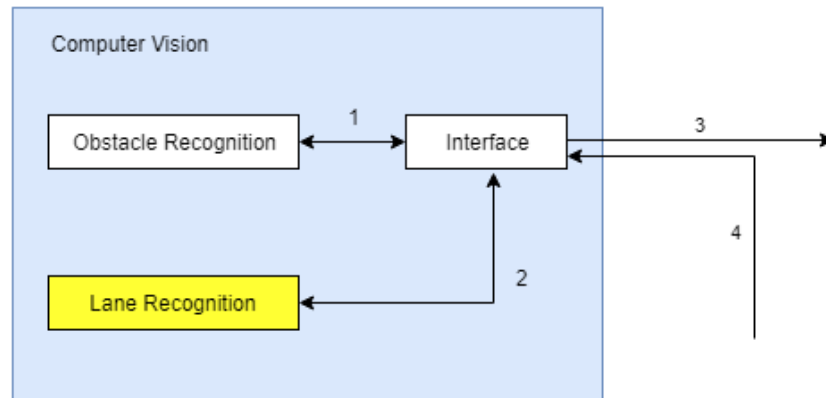 Computer Vision
Obstacle Recognition
1
Interface
3
4
Lane Recognition
2